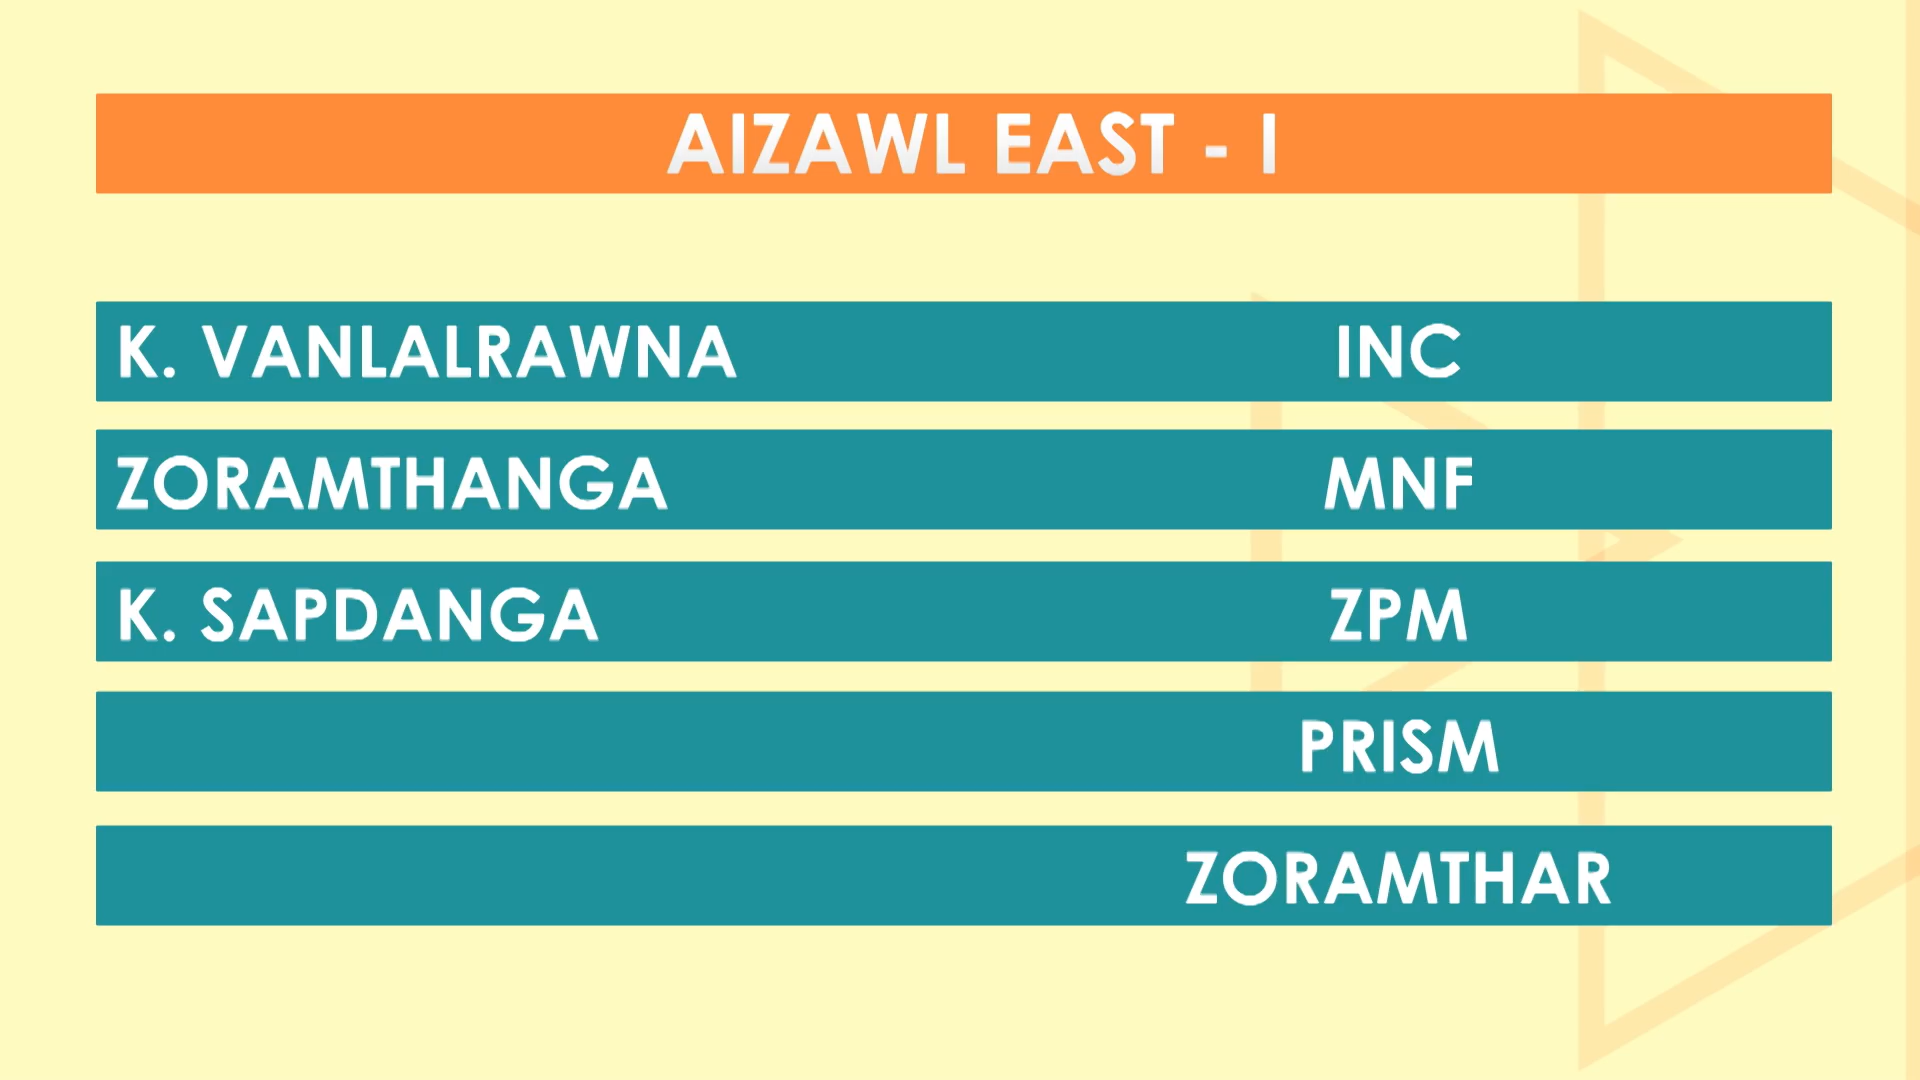 AIZAWL EAST - I
K. VANLALRAWNA INC
ZORAMTHANGA MNF
K. SAPDANGA ZPM
PRISM
ZORAMTHAR